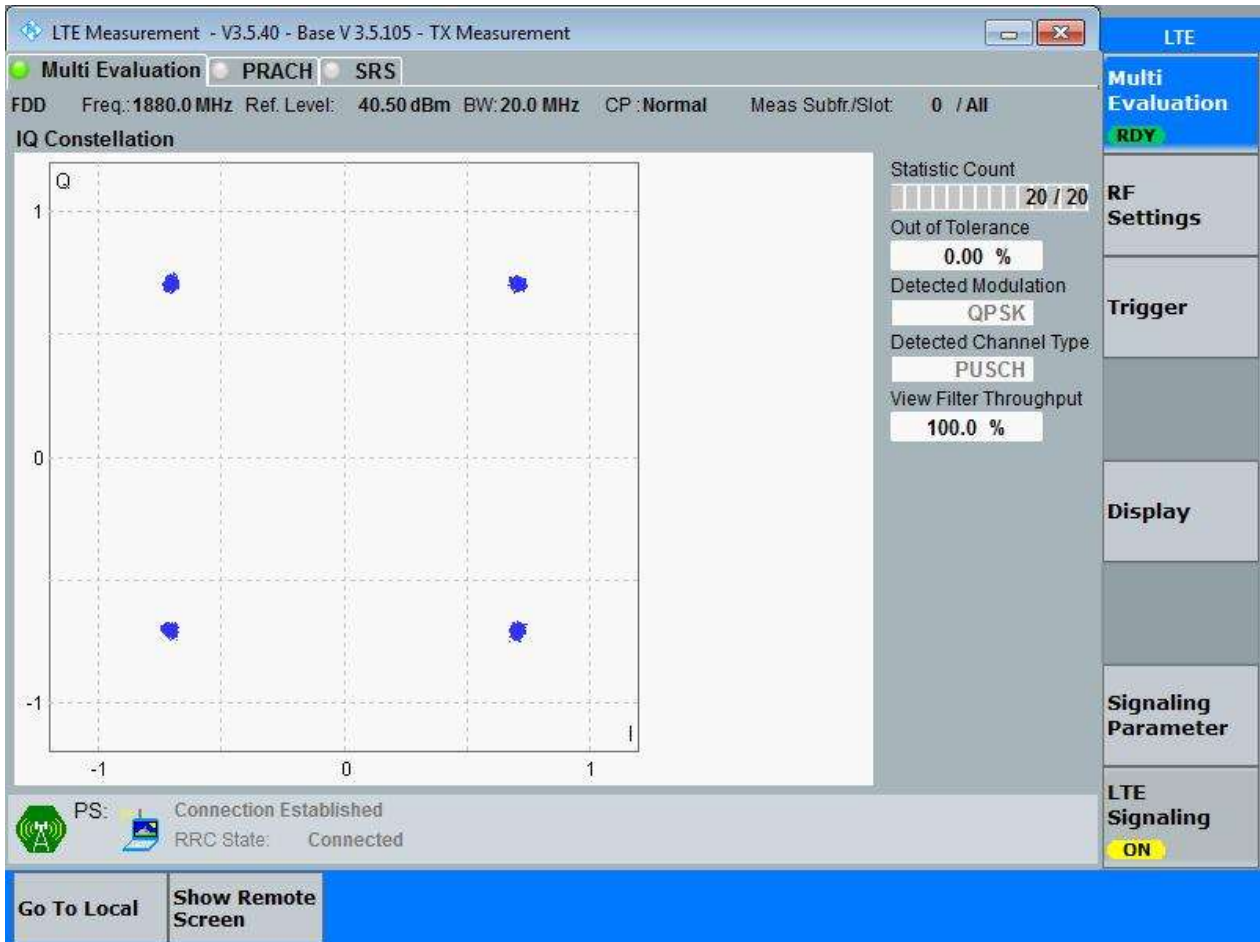 LTE Measurement - V3.5.40 - Base V 3.5.105 - TX Measurement
LTE
Multi Evaluation PRACH SRS
FDD Freq.: 1880.0 MHz Ref. Level: 40.50 dBm BW: 20.0 MHz CP : Normal Meas Subfr./Slot: 0 / All
IQ Constellation
Q
1
0
-1
I
-1 0 1
Statistic Count
20 / 20
Out of Tolerance
0.00 %
Detected Modulation
QPSK
Detected Channel Type
PUSCH
View Filter Throughput
100.0 %
Multi
Evaluation
RDY
RF
Settings
Trigger
Display
Signaling
Parameter
LTE
Signaling
ON
PS: Connection Established
RRC State: Connected
Go To Local
Show Remote
Screen